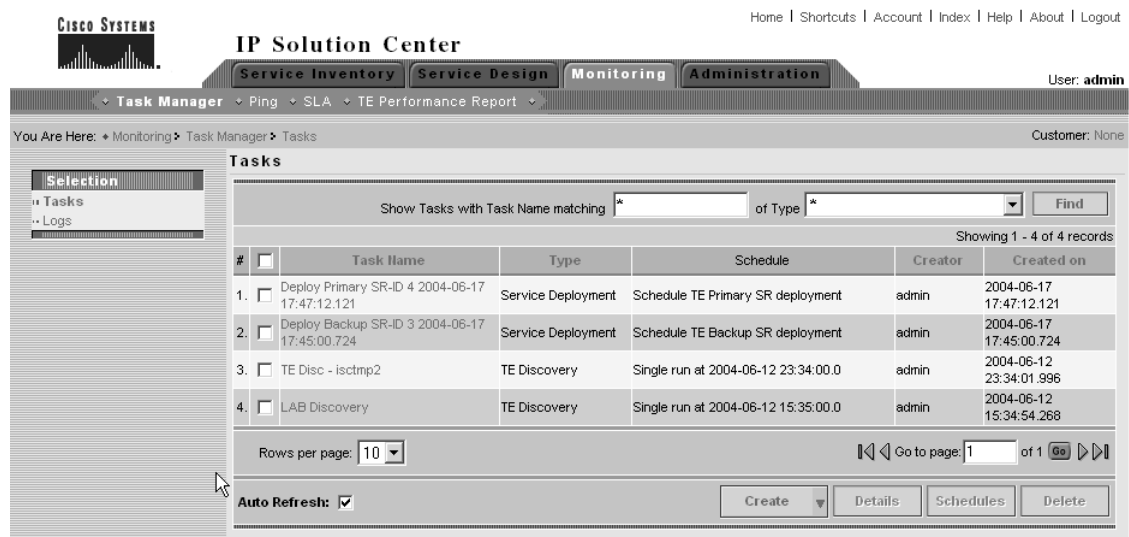 Home | Shortcuts | Account | Index | Help | About | Logout
CISCO SYSTEMS
IP Solution Center
Service Inventory Service Design Monitoring Administration
User: admin
Task Manager Ping SLA TE Performance Report
You Are Here: Monitoring Task Manager Tasks
Customer: None
Tasks
Selection
Tasks
Logs
Show Tasks with Task Name matching * of Type * Find
Showing 1 - 4 of 4 records
# Task Name Type Schedule Creator Created on
1. Deploy Primary SR-ID 4 2004-06-17 17:47:12.121 Service Deployment Schedule TE Primary SR deployment admin 2004-06-17 17:47:12.121
2. Deploy Backup SR-ID 3 2004-06-17 17:45:00.724 Service Deployment Schedule TE Backup SR deployment admin 2004-06-17 17:45:00.724
3. TE Disc - isctmp2 TE Discovery Single run at 2004-06-12 23:34:00.0 admin 2004-06-12 23:34:01.996
4. LAB Discovery TE Discovery Single run at 2004-06-12 15:35:00.0 admin 2004-06-12 15:34:54.268
Rows per page: 10
Go to page: 1 of 1 Go
Auto Refresh:
Create Details Schedules Delete